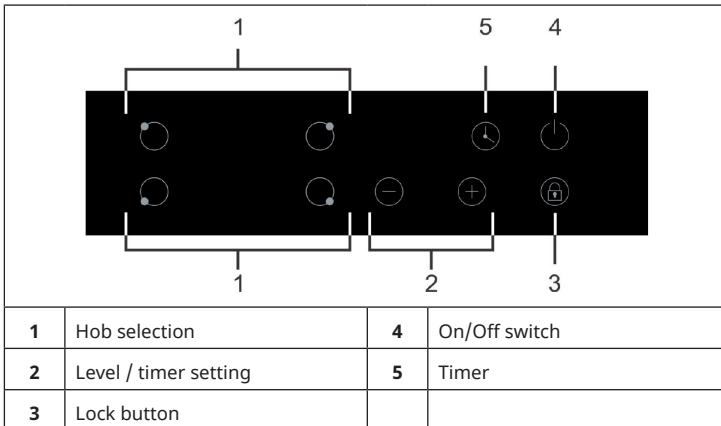 1 5 4
1 2 3
1 Hob selection 4 On/Off switch
2 Level / timer setting 5 Timer
3 Lock button